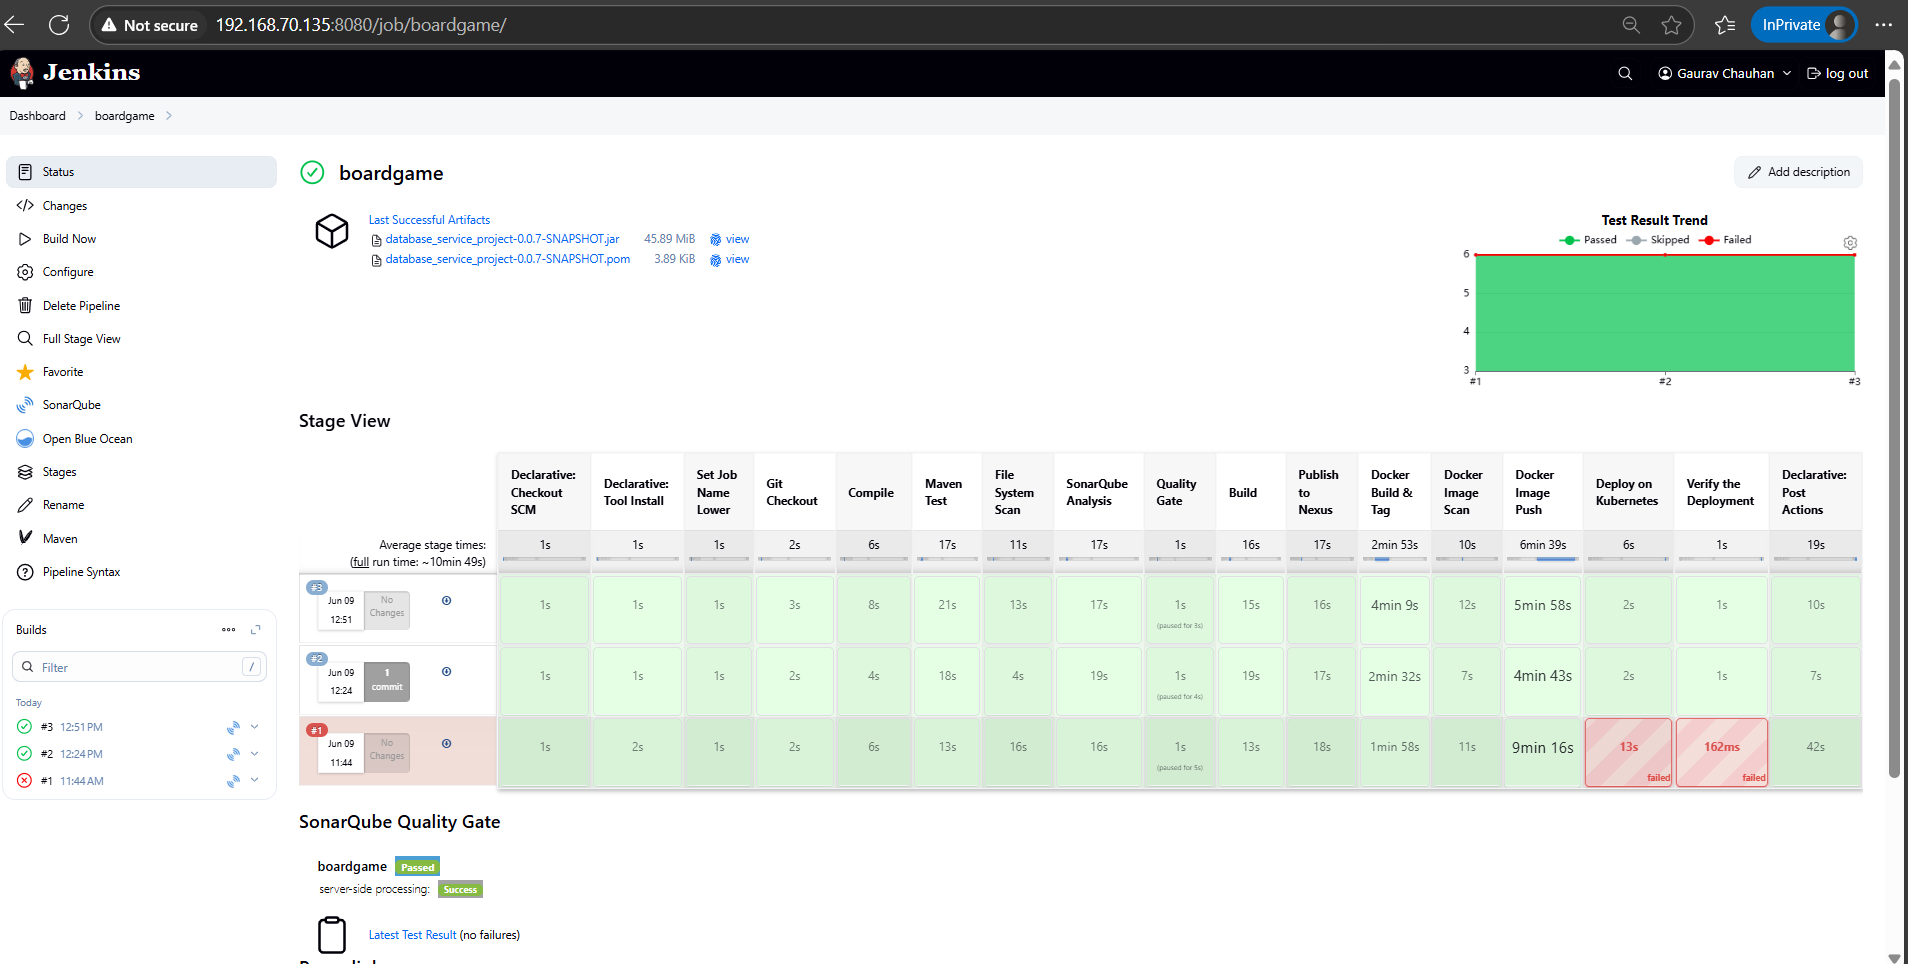 Not secure
192.168.70.135:8080/job/boardgame/
InPrivate
Jenkins
Gaurav Chauhan
log out
Dashboard
boardgame
Status
Changes
Build Now
Configure
Delete Pipeline
Full Stage View
Favorite
SonarQube
Open Blue Ocean
Stages
Rename
Maven
Pipeline Syntax
Builds
Filter
/
Today
#3 12:51 PM
#2 12:24 PM
#1 11:44 AM
boardgame
Add description
Last Successful Artifacts
database_service_project-0.0.7-SNAPSHOT.jar 45.89 MiB view
database_service_project-0.0.7-SNAPSHOT.pom 3.89 KiB view
Test Result Trend
Passed Skipped Failed
6
5
4
3
#1 #2 #3
Stage View
Declarative: Checkout SCM
Declarative: Tool Install
Set Job Name Lower
Git Checkout
Compile
Maven Test
File System Scan
SonarQube Analysis
Quality Gate
Build
Publish to Nexus
Docker Build & Tag
Docker Image Scan
Docker Image Push
Deploy on Kubernetes
Verify the Deployment
Declarative: Post Actions
Average stage times:
(full run time: ~10min 49s)
1s 1s 1s 2s 6s 17s 11s 17s 1s 16s 17s 2min 53s 10s 6min 39s 6s 1s 19s
#3
Jun 09
12:51
No Changes
1s 1s 1s 3s 8s 21s 13s 17s 1s 15s 16s 4min 9s 12s 5min 58s 2s 1s 10s
(paused for 3s)
#2
Jun 09
12:24
1 commit
1s 1s 1s 2s 4s 18s 4s 19s 1s 19s 17s 2min 32s 7s 4min 43s 2s 1s 7s
(paused for 4s)
#1
Jun 09
11:44
No Changes
1s 2s 1s 2s 6s 13s 16s 16s 1s 13s 18s 1min 58s 11s 9min 16s 13s 162ms 42s
(paused for 5s)
failed failed
SonarQube Quality Gate
boardgame Passed
server-side processing: Success
Latest Test Result (no failures)